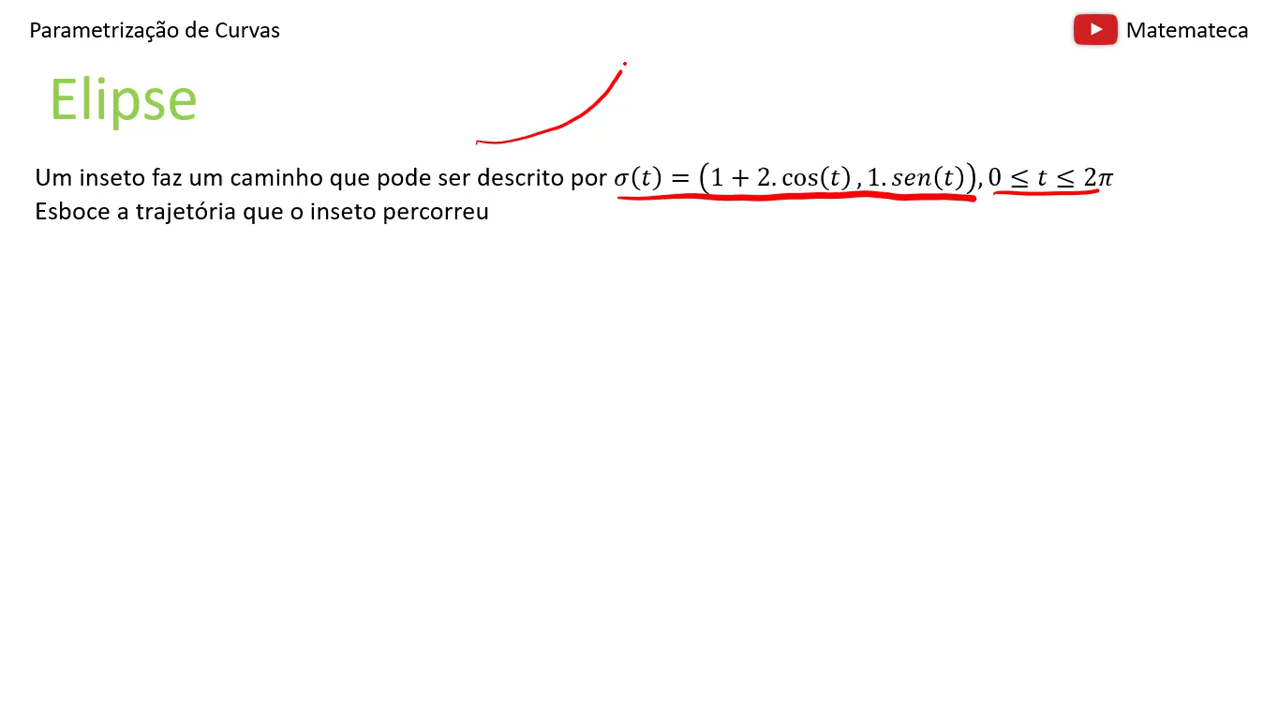 Parametrização de Curvas
Matemateca
Elipse
Um inseto faz um caminho que pode ser descrito por σ(t) = (1 + 2. cos(t) , 1. sen(t)), 0 ≤ t ≤ 2π
Esboce a trajetória que o inseto percorreu